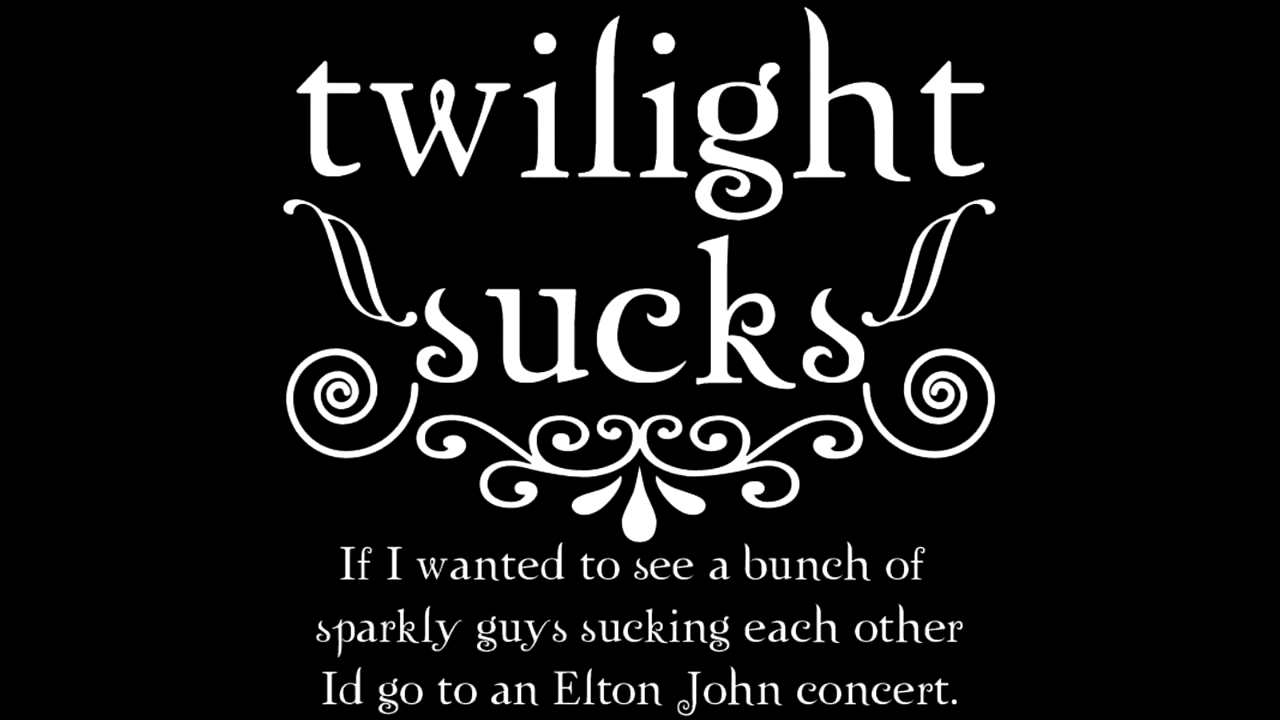 twilight
sucks
If I wanted to see a bunch of
sparkly guys sucking each other
Id go to an Elton John concert.